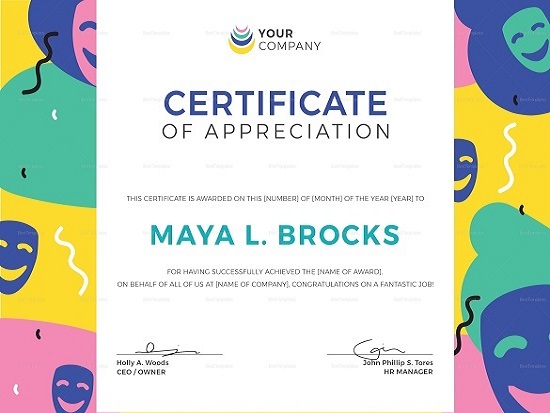 YOUR
COMPANY
CERTIFICATE
OF APPRECIATION
THIS CERTIFICATE IS AWARDED ON THIS [NUMBER] OF [MONTH] OF THE YEAR [YEAR] TO
MAYA L. BROCKS
FOR HAVING SUCCESSFULLY ACHIEVED THE [NAME OF AWARD].
ON BEHALF OF ALL OF US AT [NAME OF COMPANY], CONGRATULATIONS ON A FANTASTIC JOB!
Holly A. Woods
CEO / OWNER
John Phillip S. Tores
HR MANAGER